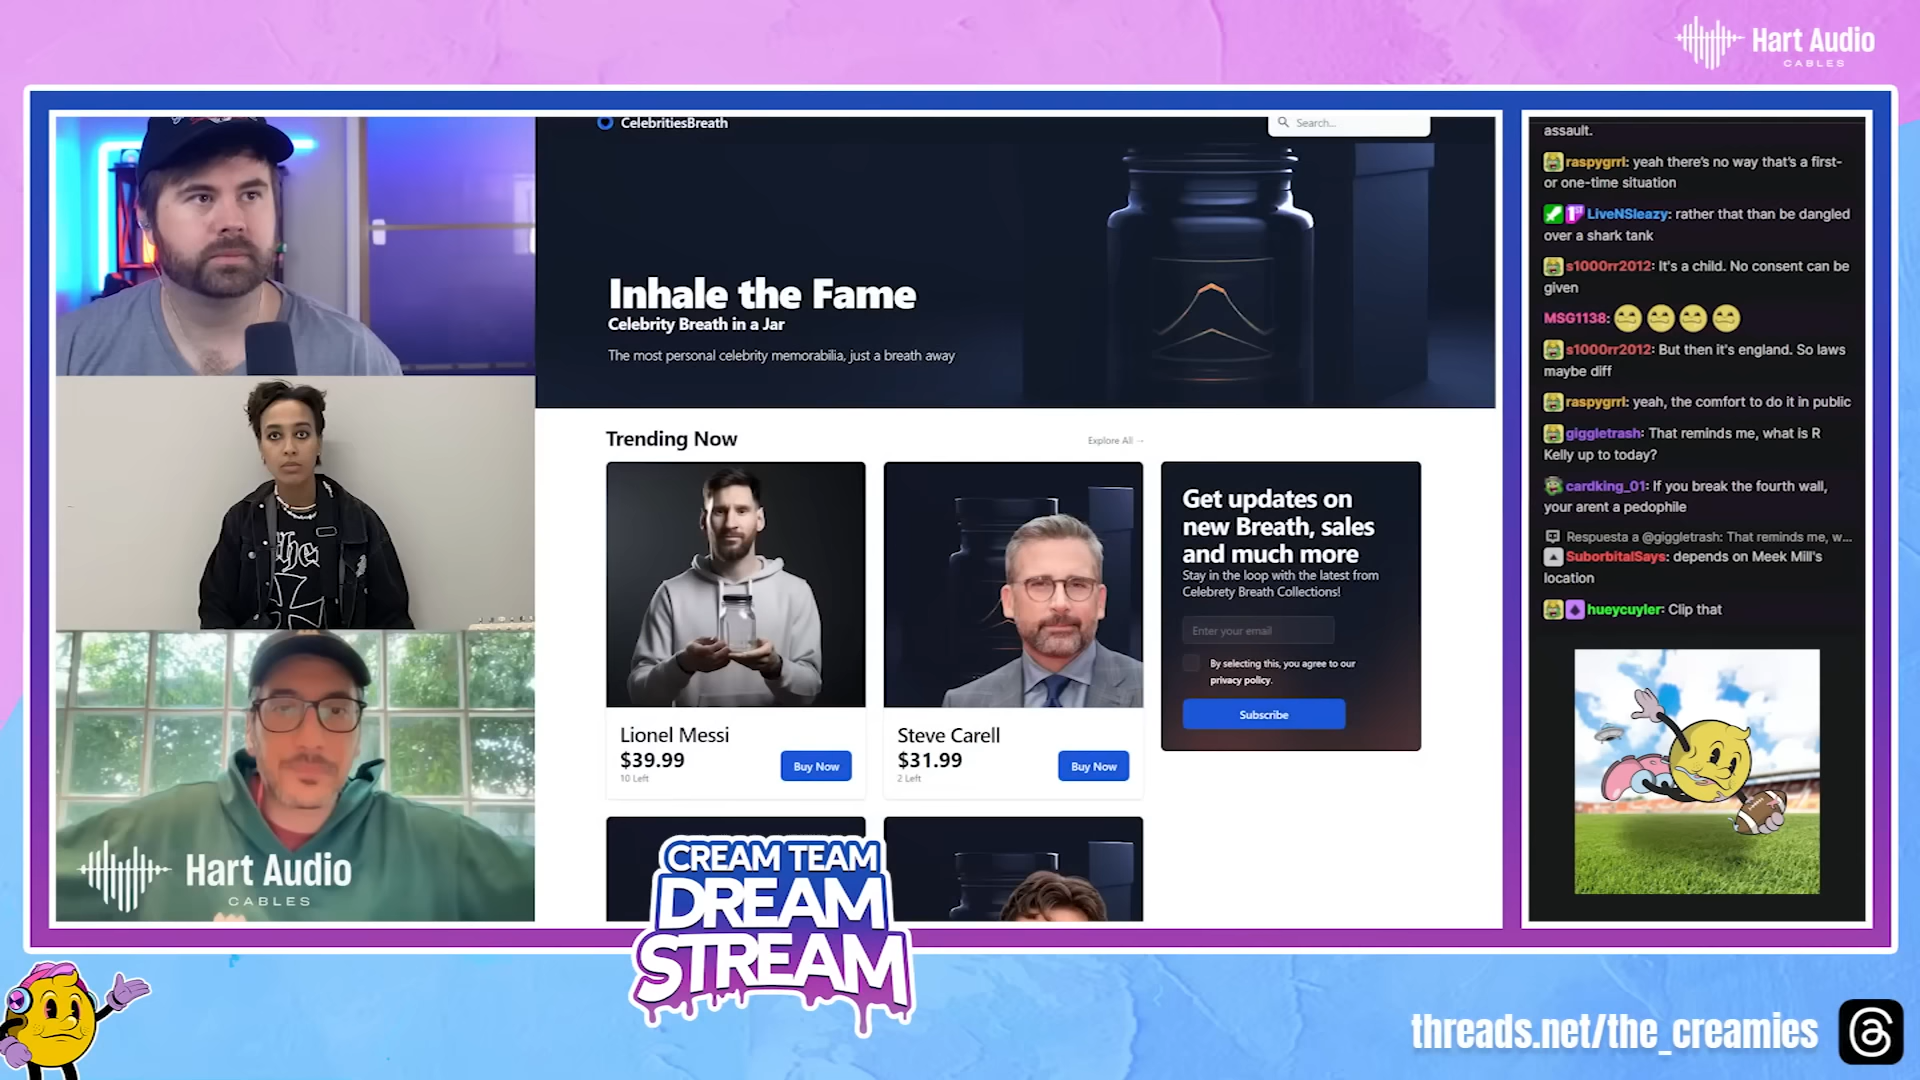 Hart Audio
CABLES
CelebritiesBreath
Search...
Inhale the Fame
Celebrity Breath in a Jar
The most personal celebrity memorabilia, just a breath away
Trending Now
Explore All →
Lionel Messi
$39.99
10 Left
Buy Now
Steve Carell
$31.99
2 Left
Buy Now
Get updates on
new Breath, sales
and much more
Stay in the loop with the latest from
Celebrety Breath Collections!
Enter your email
By selecting this, you agree to our
privacy policy.
Subscribe
Hart Audio
CABLES
CREAM TEAM
DREAM
STREAM
assault.
raspygrrl: yeah there's no way that's a first-
or one-time situation
LiveNSleazy: rather that than be dangled
over a shark tank
s1000rr2012: It's a child. No consent can be
given
MSG1138:
s1000rr2012: But then it's england. So laws
maybe diff
raspygrrl: yeah, the comfort to do it in public
giggletrash: That reminds me, what is R
Kelly up to today?
cardking_01: If you break the fourth wall,
your arent a pedophile
Respuesta a @giggletrash: That reminds me, w...
SuborbitalSays: depends on Meek Mill's
location
hueycuyler: Clip that
threads.net/the_creamies